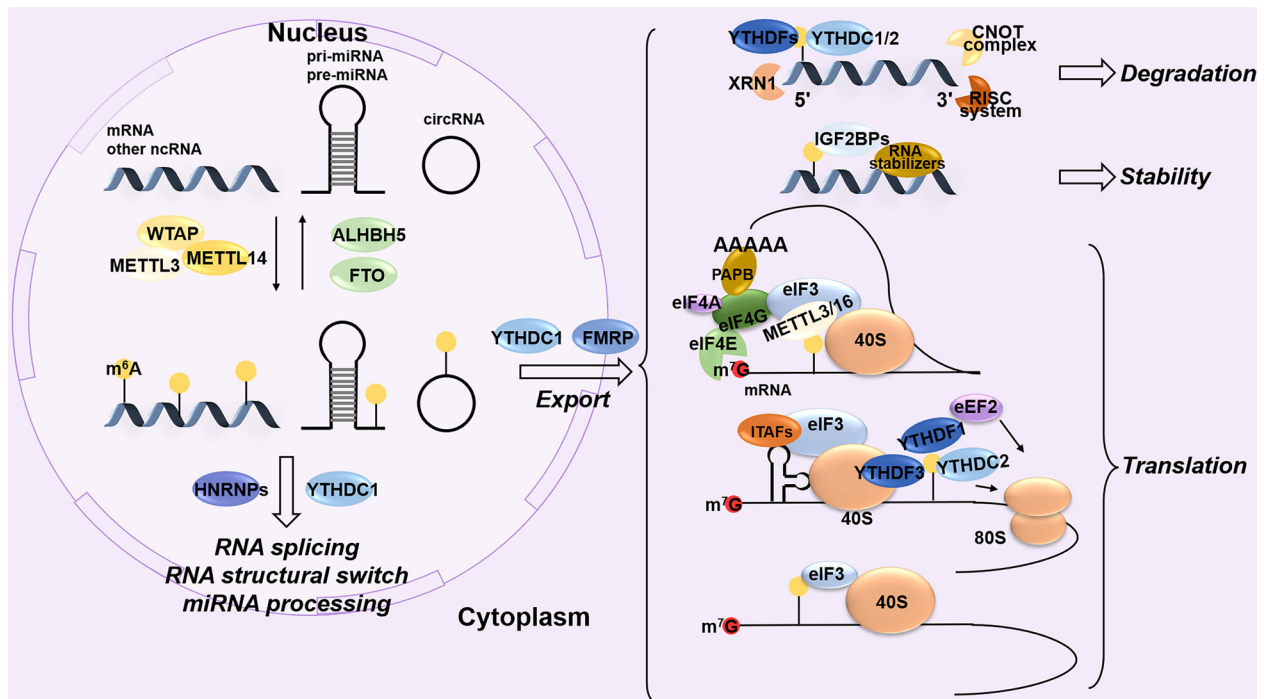 Nucleus
pri-miRNA
pre-miRNA
mRNA
other ncRNA
circRNA
WTAP
METTL3
METTL14
ALHBH5
FTO
m⁶A
HNRNPs
YTHDC1
RNA splicing
RNA structural switch
miRNA processing
Cytoplasm
YTHDC1
FMRP
Export
YTHDFs
YTHDC1/2
CNOT
complex
XRN1
5'
3'
RISC
system
Degradation
IGF2BPs
RNA
stabilizers
Stability
AAAAA
PAPB
eIF4A
eIF3
eIF4G
METTL3/16
eIF4E
40S
m⁷G
mRNA
ITAFs
eIF3
eEF2
YTHDF1
YTHDF3
YTHDC2
m⁷G
40S
80S
Translation
eIF3
40S
m⁷G